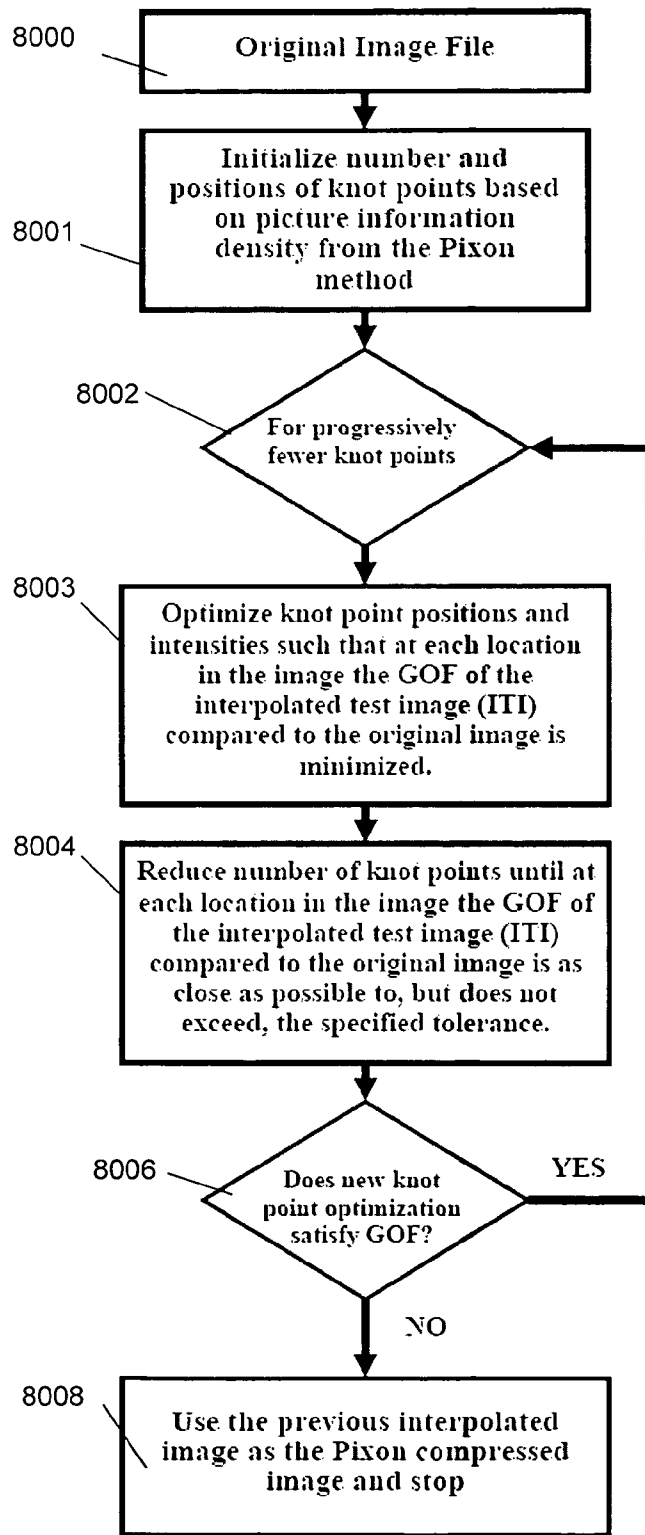 8000
Original Image File
8001
Initialize number and
positions of knot points based
on picture information
density from the Pixon
method
8002
For progressively
fewer knot points
8003
Optimize knot point positions and
intensities such that at each location
in the image the GOF of the
interpolated test image (ITI)
compared to the original image is
minimized.
8004
Reduce number of knot points until at
each location in the image the GOF of
the interpolated test image (ITI)
compared to the original image is as
close as possible to, but does not
exceed, the specified tolerance.
8006
Does new knot
point optimization
satisfy GOF?
YES
NO
8008
Use the previous interpolated
image as the Pixon compressed
image and stop